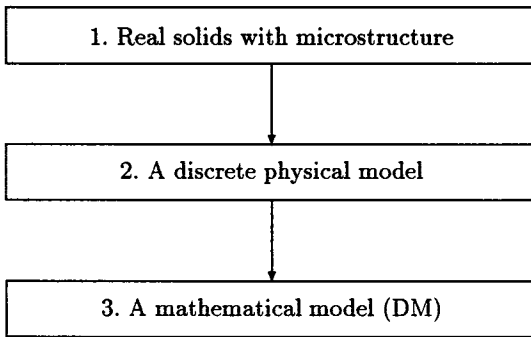 1. Real solids with microstructure
2. A discrete physical model
3. A mathematical model (DM)